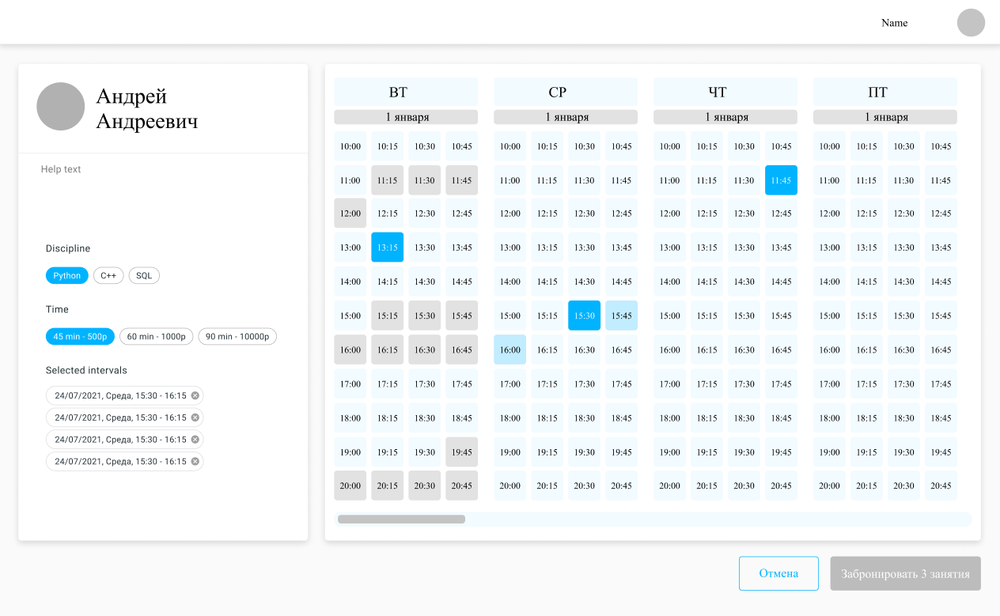 Name
Андрей
Андреевич
Help text
Discipline
Python C++ SQL
Time
45 min - 500р 60 min - 1000р 90 min - 10000р
Selected intervals
24/07/2021, Среда, 15:30 - 16:15
24/07/2021, Среда, 15:30 - 16:15
24/07/2021, Среда, 15:30 - 16:15
24/07/2021, Среда, 15:30 - 16:15
ВТ СР ЧТ ПТ
1 января 1 января 1 января 1 января
10:00 10:15 10:30 10:45 10:00 10:15 10:30 10:45 10:00 10:15 10:30 10:45 10:00 10:15 10:30 10:45
11:00 11:15 11:30 11:45 11:00 11:15 11:30 11:45 11:00 11:15 11:30 11:45 11:00 11:15 11:30 11:45
12:00 12:15 12:30 12:45 12:00 12:15 12:30 12:45 12:00 12:15 12:30 12:45 12:00 12:15 12:30 12:45
13:00 13:15 13:30 13:45 13:00 13:15 13:30 13:45 13:00 13:15 13:30 13:45 13:00 13:15 13:30 13:45
14:00 14:15 14:30 14:45 14:00 14:15 14:30 14:45 14:00 14:15 14:30 14:45 14:00 14:15 14:30 14:45
15:00 15:15 15:30 15:45 15:00 15:15 15:30 15:45 15:00 15:15 15:30 15:45 15:00 15:15 15:30 15:45
16:00 16:15 16:30 16:45 16:00 16:15 16:30 16:45 16:00 16:15 16:30 16:45 16:00 16:15 16:30 16:45
17:00 17:15 17:30 17:45 17:00 17:15 17:30 17:45 17:00 17:15 17:30 17:45 17:00 17:15 17:30 17:45
18:00 18:15 18:30 18:45 18:00 18:15 18:30 18:45 18:00 18:15 18:30 18:45 18:00 18:15 18:30 18:45
19:00 19:15 19:30 19:45 19:00 19:15 19:30 19:45 19:00 19:15 19:30 19:45 19:00 19:15 19:30 19:45
20:00 20:15 20:30 20:45 20:00 20:15 20:30 20:45 20:00 20:15 20:30 20:45 20:00 20:15 20:30 20:45
Отмена Забронировать 3 занятия